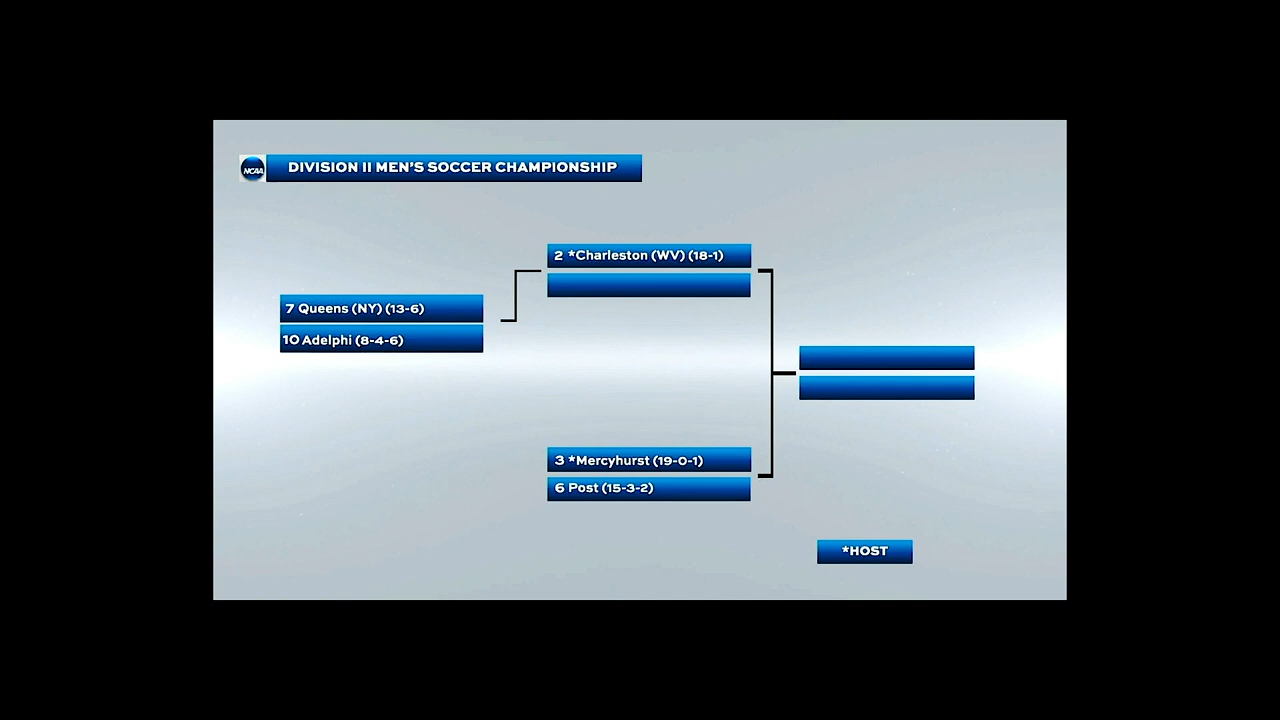 NCAA
DIVISION II MEN'S SOCCER CHAMPIONSHIP
2 *Charleston (WV) (18-1)
7 Queens (NY) (13-6)
10 Adelphi (8-4-6)
3 *Mercyhurst (19-0-1)
6 Post (15-3-2)
*HOST